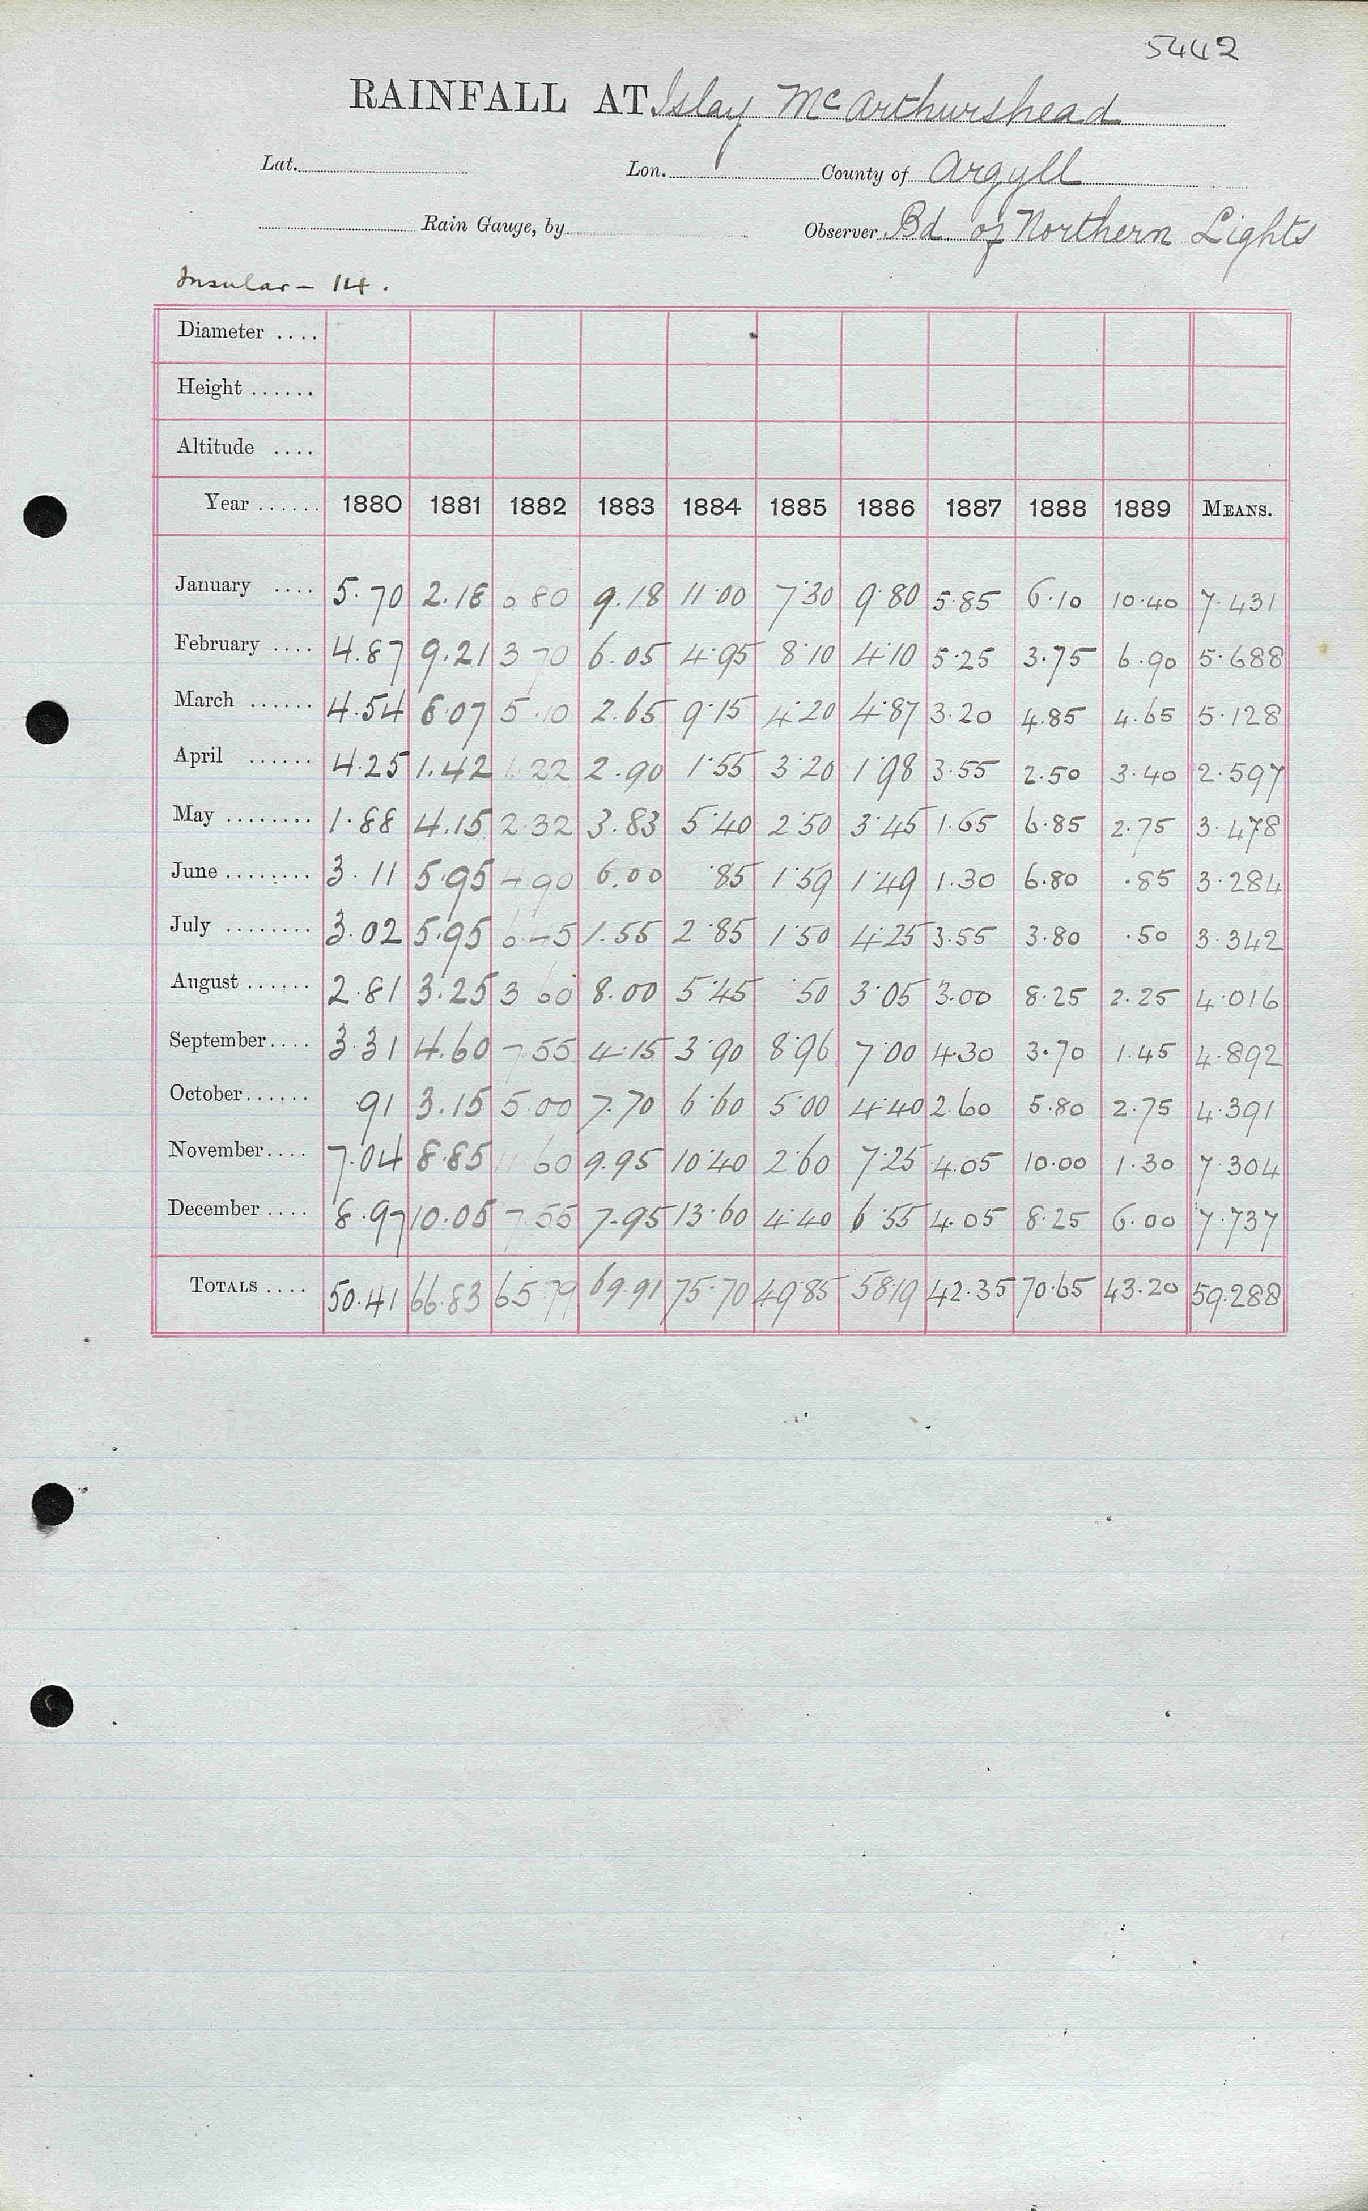 5442
RAINFALL AT Islay McArthurshead
Lat. Lon. County of Argyll
Rain Gauge, by Observer Bd. of Northern Lights
Insular - 14.
Diameter ....
Height ......
Altitude ....
Year ...... 1880 1881 1882 1883 1884 1885 1886 1887 1888 1889 MEANS.
January .... 5.70 2.18 6.80 9.18 11.00 7.30 9.80 5.85 6.10 10.40 7.431
February .... 4.87 9.21 3.70 6.05 4.95 8.10 4.10 5.25 3.75 6.90 5.688
March ...... 4.54 8.07 5.10 2.65 9.15 4.20 4.87 3.20 4.85 4.65 5.128
April ...... 4.25 1.42 1.22 2.90 1.55 3.20 1.98 3.55 2.50 3.40 2.597
May ........ 1.88 4.15 2.32 3.83 5.40 2.50 3.45 1.65 6.85 2.75 3.478
June ........ 3.11 5.95 4.90 6.00 .85 1.59 1.49 1.30 6.80 .85 3.284
July ........ 3.02 5.95 6.45 1.55 2.85 1.50 4.25 3.55 3.80 .50 3.342
August ...... 2.81 3.25 3.60 8.00 5.45 .50 3.05 3.00 8.25 2.25 4.016
September.... 3.31 4.60 7.55 4.15 3.90 8.96 7.00 4.30 3.70 1.45 4.892
October...... .91 3.15 5.00 7.70 6.60 5.00 4.40 2.60 5.80 2.75 4.391
November.... 7.04 8.85 11.60 9.95 10.40 2.60 7.25 4.05 10.00 1.30 7.304
December .... 8.97 10.05 7.55 7.95 13.60 4.40 6.55 4.05 8.25 6.00 7.737
TOTALS .... 50.41 66.83 65.79 69.91 75.70 49.85 58.19 42.35 70.65 43.20 59.288